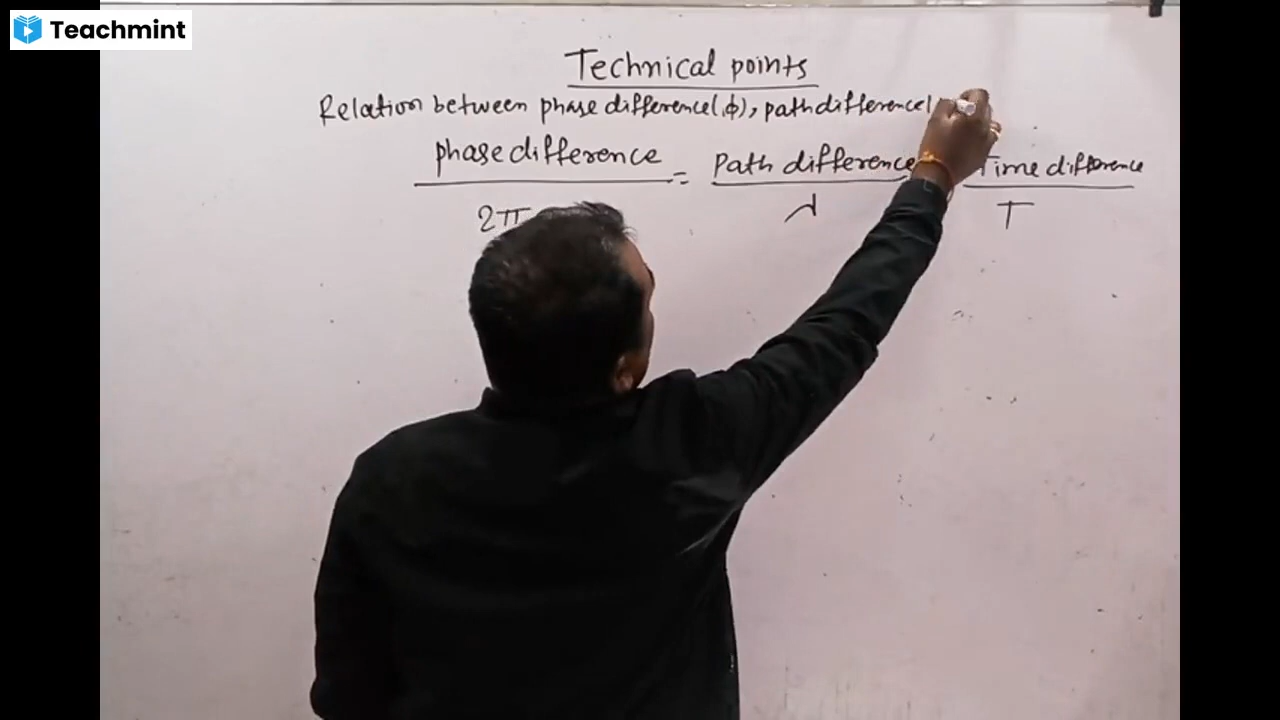 Teachmint
Technical points
Relation between phase difference(ϕ), path difference(
phase difference = Path difference Time difference
2π λ T